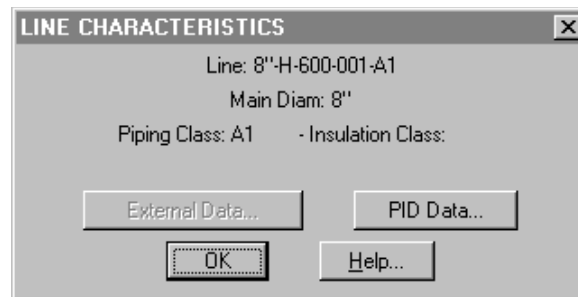 LINE CHARACTERISTICS
Line: 8"-H-600-001-A1
Main Diam: 8"
Piping Class: A1 - Insulation Class:
External Data... PID Data...
OK Help...